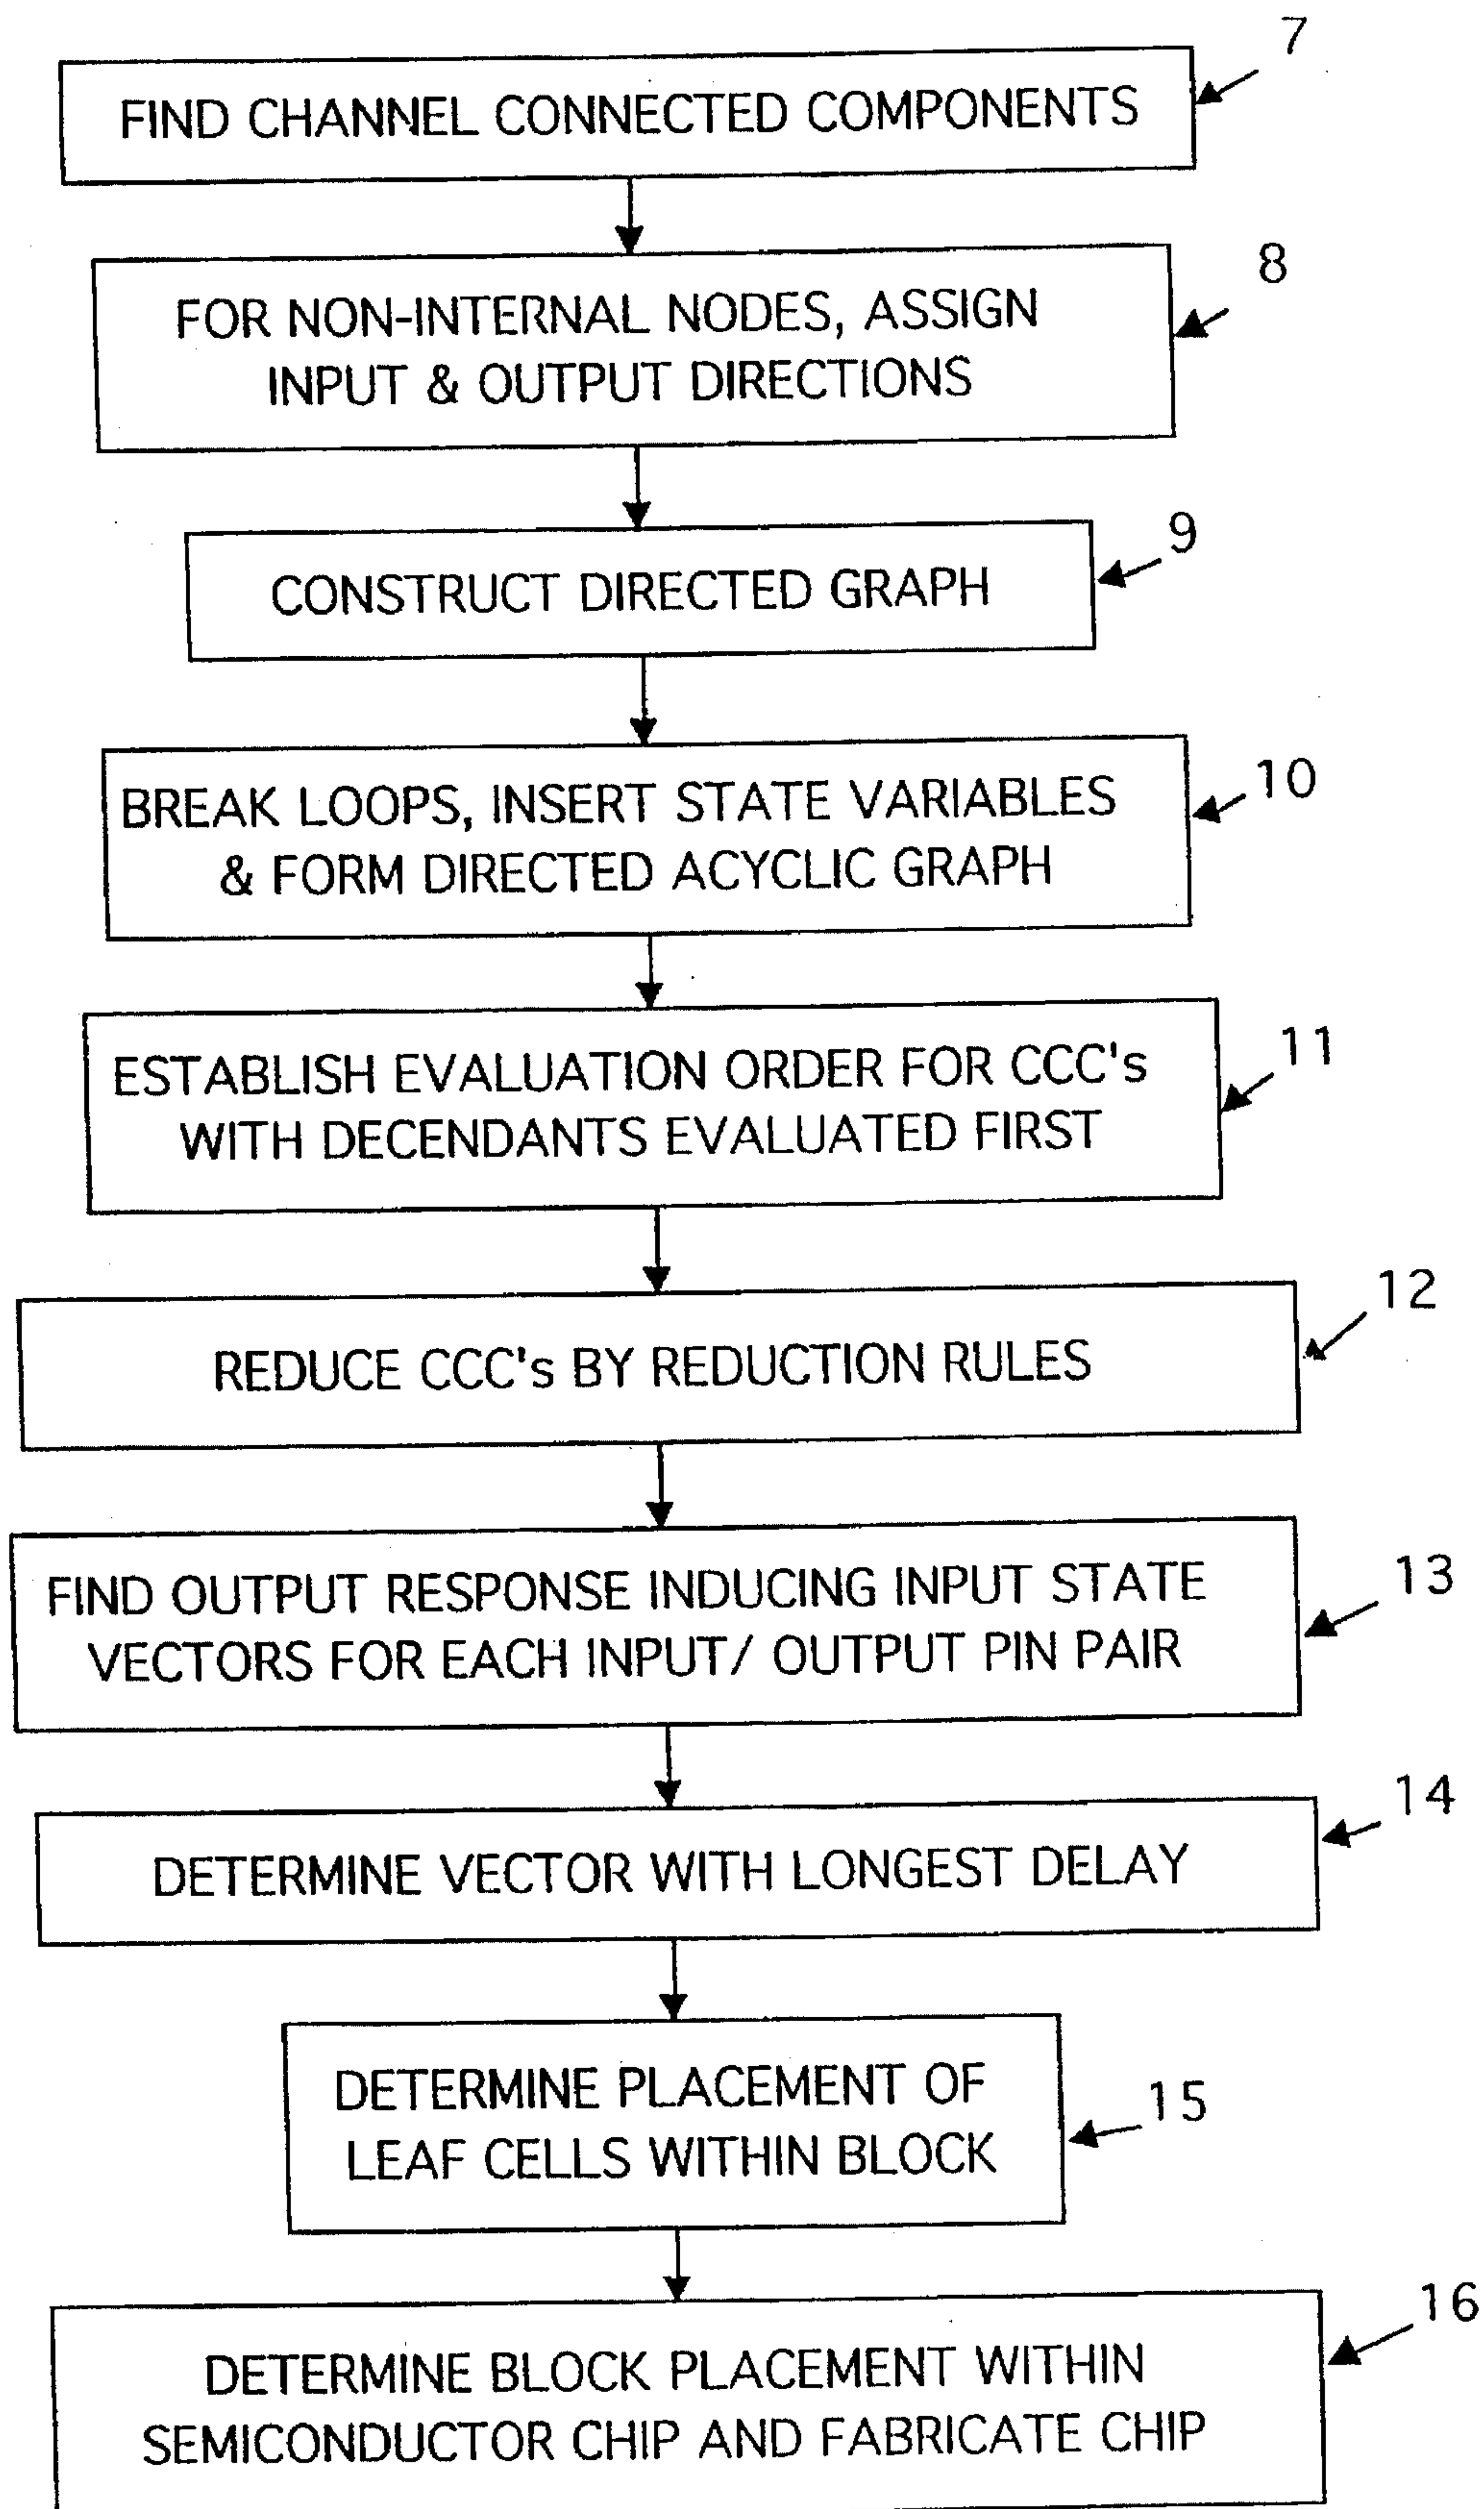 7
FIND CHANNEL CONNECTED COMPONENTS
8
FOR NON-INTERNAL NODES, ASSIGN
INPUT & OUTPUT DIRECTIONS
9
CONSTRUCT DIRECTED GRAPH
10
BREAK LOOPS, INSERT STATE VARIABLES
& FORM DIRECTED ACYCLIC GRAPH
11
ESTABLISH EVALUATION ORDER FOR CCC's
WITH DECENDANTS EVALUATED FIRST
12
REDUCE CCC's BY REDUCTION RULES
13
FIND OUTPUT RESPONSE INDUCING INPUT STATE
VECTORS FOR EACH INPUT/ OUTPUT PIN PAIR
14
DETERMINE VECTOR WITH LONGEST DELAY
15
DETERMINE PLACEMENT OF
LEAF CELLS WITHIN BLOCK
16
DETERMINE BLOCK PLACEMENT WITHIN
SEMICONDUCTOR CHIP AND FABRICATE CHIP